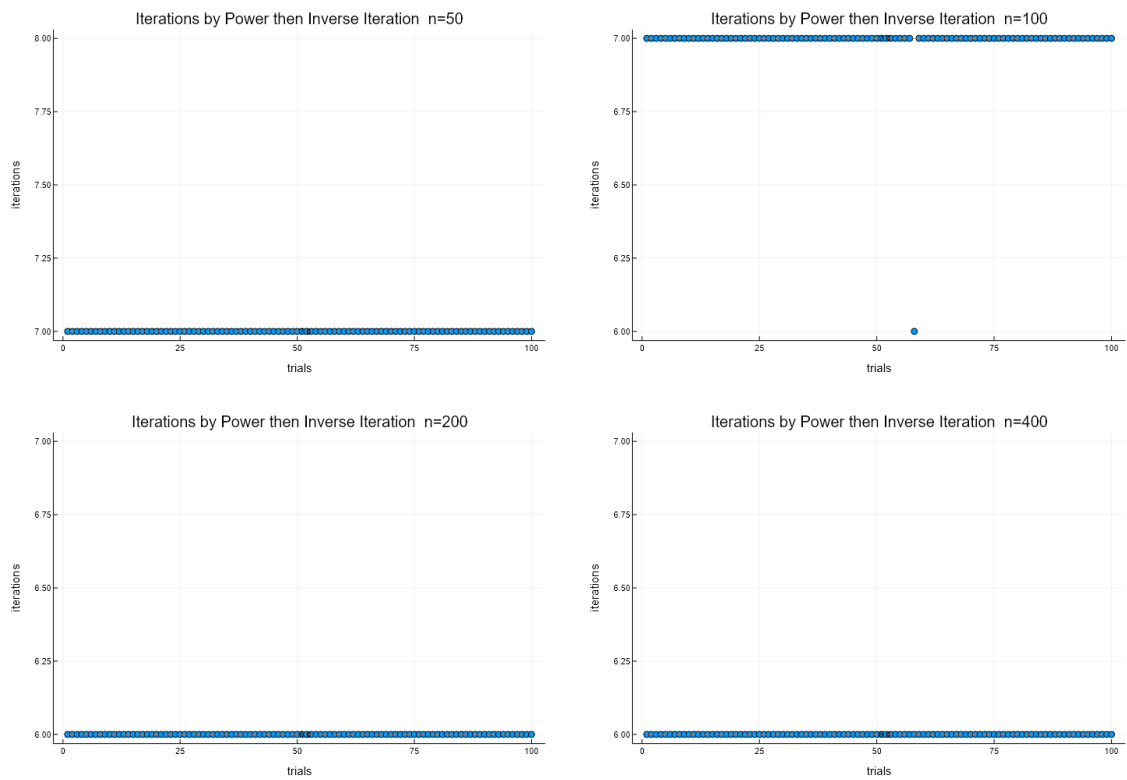 Iterations by Power then Inverse Iteration  n=50
8.00
7.75
7.50
7.25
7.00
iterations
0 25 50 75 100
trials
Iterations by Power then Inverse Iteration  n=100
7.00
6.75
6.50
6.25
6.00
iterations
0 25 50 75 100
trials
Iterations by Power then Inverse Iteration  n=200
7.00
6.75
6.50
6.25
6.00
iterations
0 25 50 75 100
trials
Iterations by Power then Inverse Iteration  n=400
7.00
6.75
6.50
6.25
6.00
iterations
0 25 50 75 100
trials